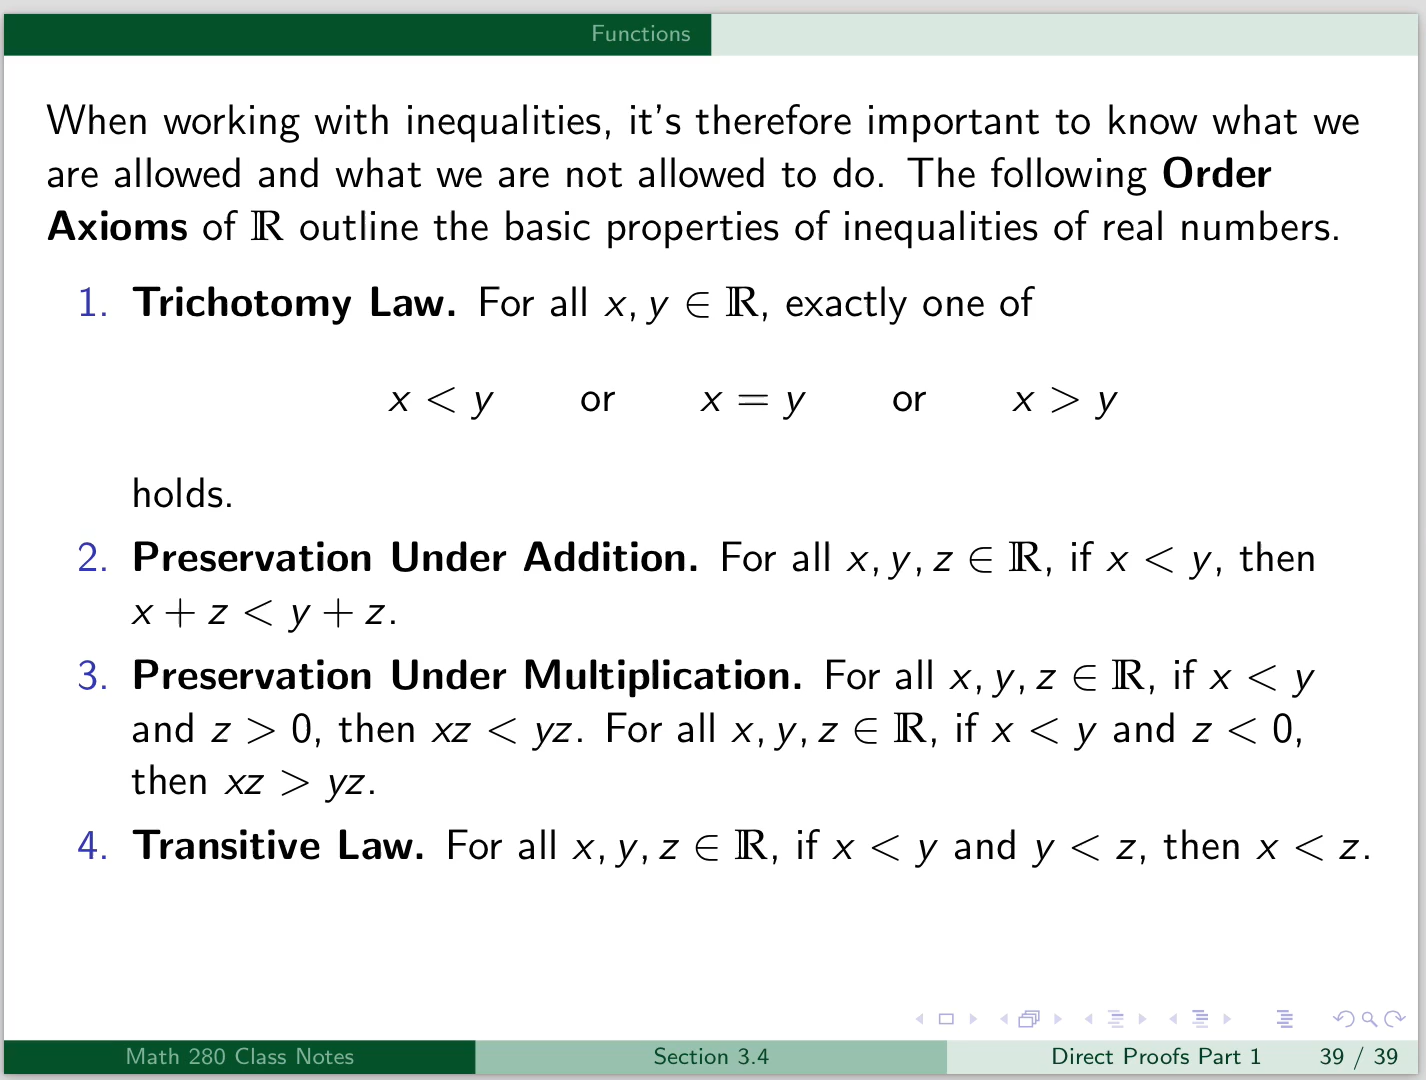 Functions
When working with inequalities, it's therefore important to know what we
are allowed and what we are not allowed to do. The following Order
Axioms of ℝ outline the basic properties of inequalities of real numbers.
1. Trichotomy Law. For all x, y ∈ ℝ, exactly one of
x < y or x = y or x > y
holds.
2. Preservation Under Addition. For all x, y, z ∈ ℝ, if x < y, then
x + z < y + z.
3. Preservation Under Multiplication. For all x, y, z ∈ ℝ, if x < y
and z > 0, then xz < yz. For all x, y, z ∈ ℝ, if x < y and z < 0,
then xz > yz.
4. Transitive Law. For all x, y, z ∈ ℝ, if x < y and y < z, then x < z.
Math 280 Class Notes Section 3.4 Direct Proofs Part 1 39 / 39